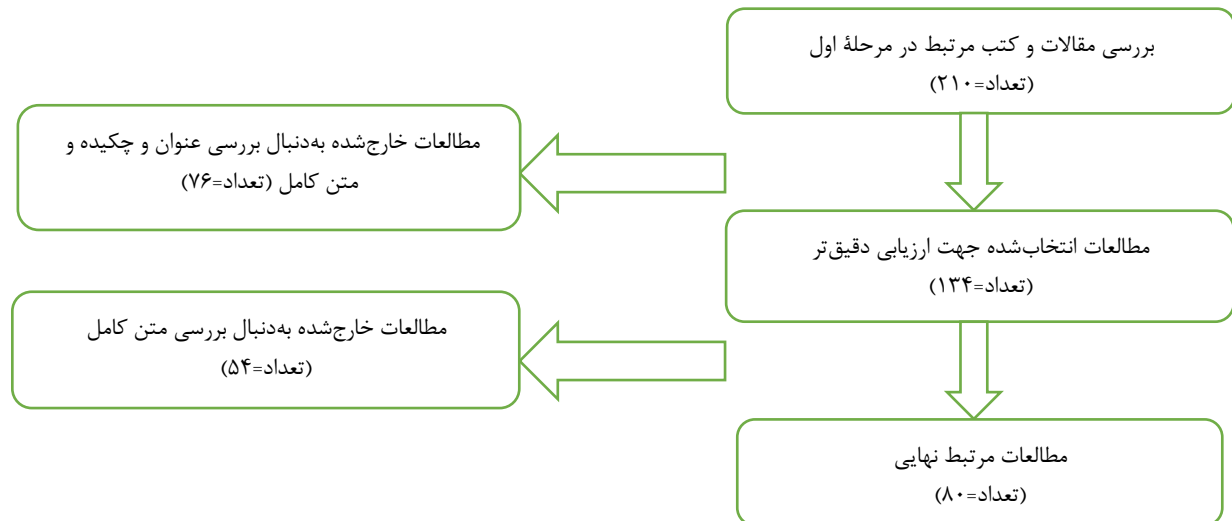 بررسی مقالات و کتب مرتبط در مرحلۀ اول
(تعداد=۲۱۰)
مطالعات خارج‌شده به‌دنبال بررسی عنوان و چکیده و
متن کامل (تعداد=۷۶)
مطالعات انتخاب‌شده جهت ارزیابی دقیق‌تر
(تعداد=۱۳۴)
مطالعات خارج‌شده به‌دنبال بررسی متن کامل
(تعداد=۵۴)
مطالعات مرتبط نهایی
(تعداد=۸۰)